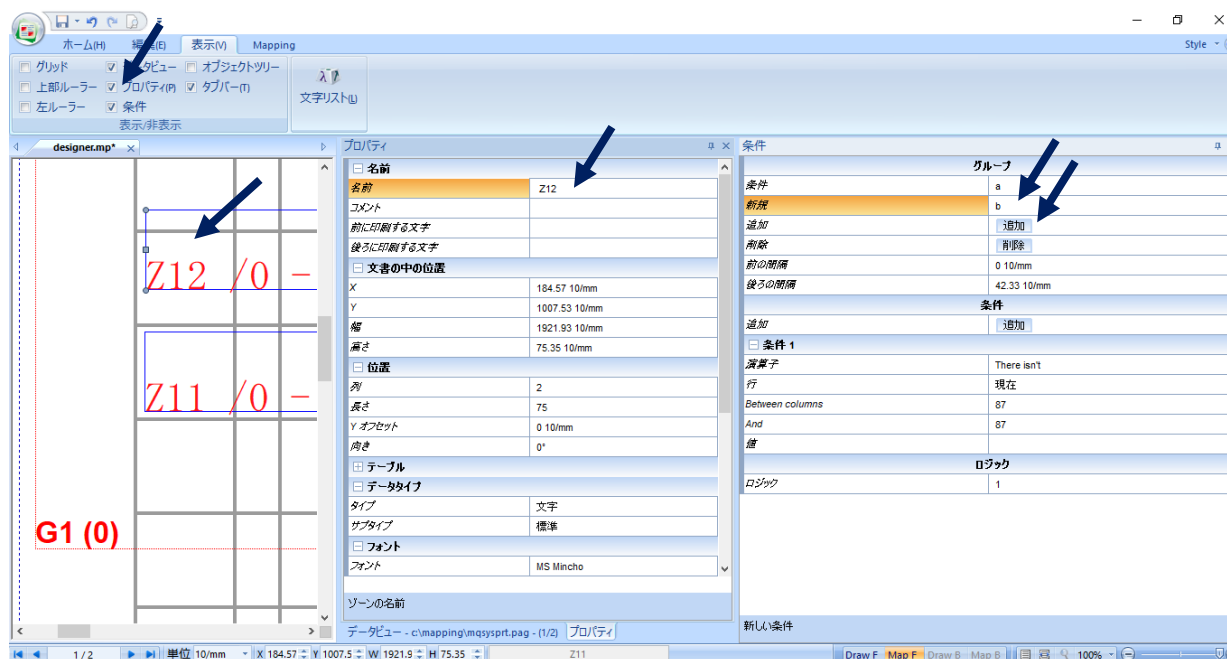 ホーム(H) 編集(E) 表示(V) Mapping Style
グリッド オブジェクトツリー
上部ルーラー プロパティ(P) タブバー(T)
左ルーラー 条件
文字リスト(L)
表示/非表示
designer.mp*
Z12 /0 -
Z11 /0 -
G1 (0)
プロパティ
名前
名前 Z12
コメント
前に印刷する文字
後ろに印刷する文字
文書の中の位置
X 184.57 10/mm
Y 1007.53 10/mm
幅 1921.93 10/mm
高さ 75.35 10/mm
位置
列 2
長さ 75
Y オフセット 0 10/mm
向き 0°
テーブル
データタイプ
タイプ 文字
サブタイプ 標準
フォント
フォント MS Mincho
ゾーンの名前
データビュー - c:\mapping\mqsysprt.pag - (1/2) プロパティ
条件
グループ
条件 a
新規 b
追加 追加
削除 削除
前の間隔 0 10/mm
後ろの間隔 42.33 10/mm
条件
追加 追加
条件 1
演算子 There isn't
行 現在
Between columns 87
And 87
値
ロジック
ロジック 1
新しい条件
1 / 2 単位 10/mm X 184.57 Y 1007.5 W 1921.9 H 75.35 Z11 Draw F Map F Draw B Map B 100%